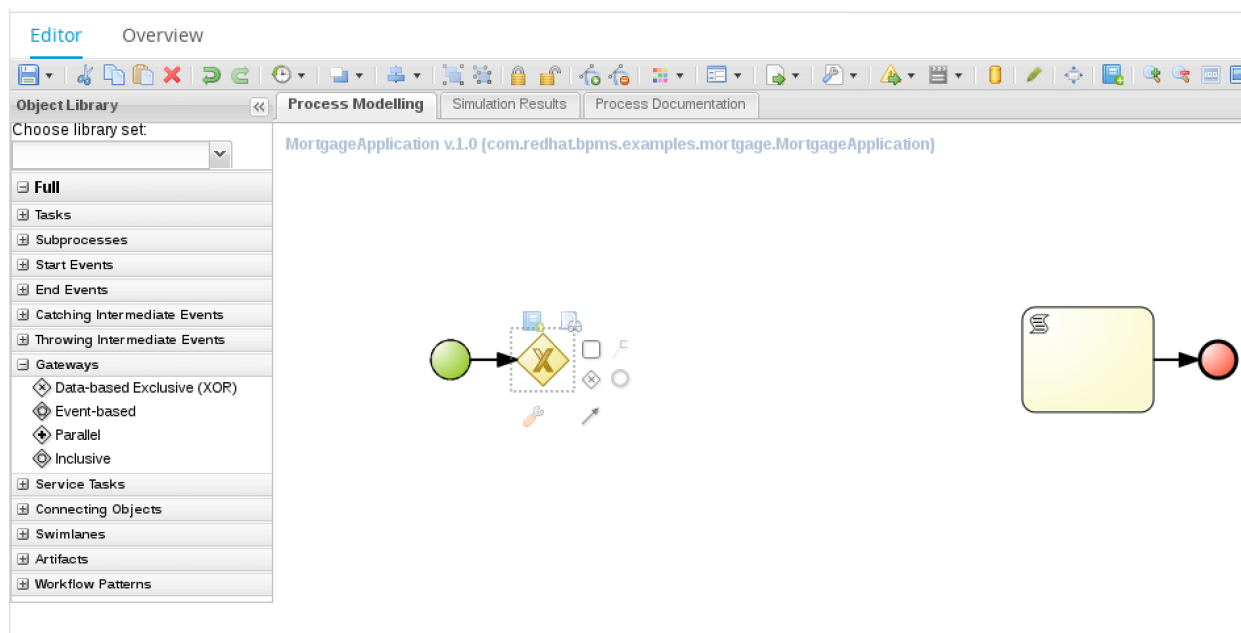 Editor Overview
Object Library
Process Modelling Simulation Results Process Documentation
Choose library set:
MortgageApplication v.1.0 (com.redhat.bpms.examples.mortgage.MortgageApplication)
Full
Tasks
Subprocesses
Start Events
End Events
Catching Intermediate Events
Throwing Intermediate Events
Gateways
Data-based Exclusive (XOR)
Event-based
Parallel
Inclusive
Service Tasks
Connecting Objects
Swimlanes
Artifacts
Workflow Patterns